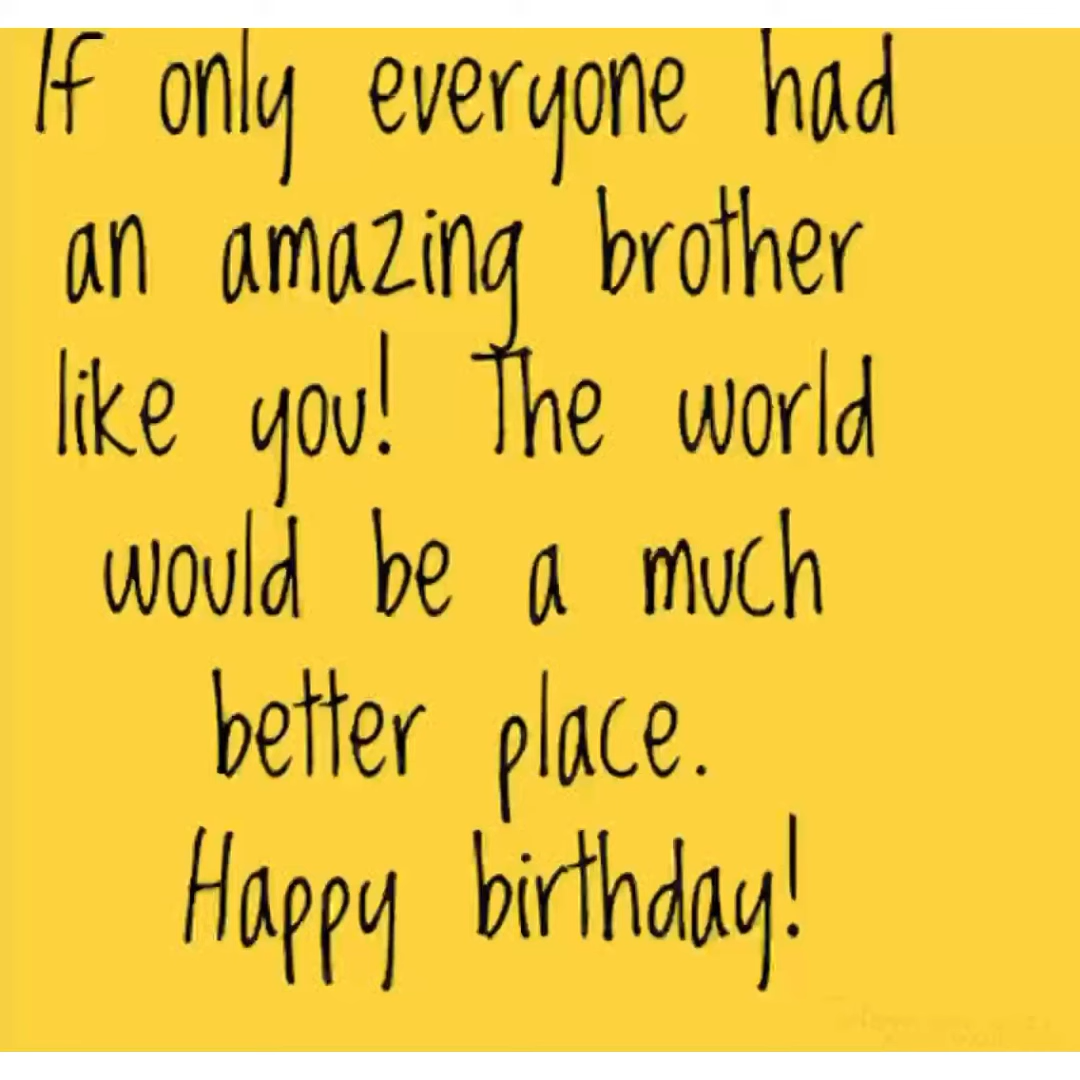 If only everyone had
an amazing brother
like you! The world
would be a much
better place.
Happy birthday!